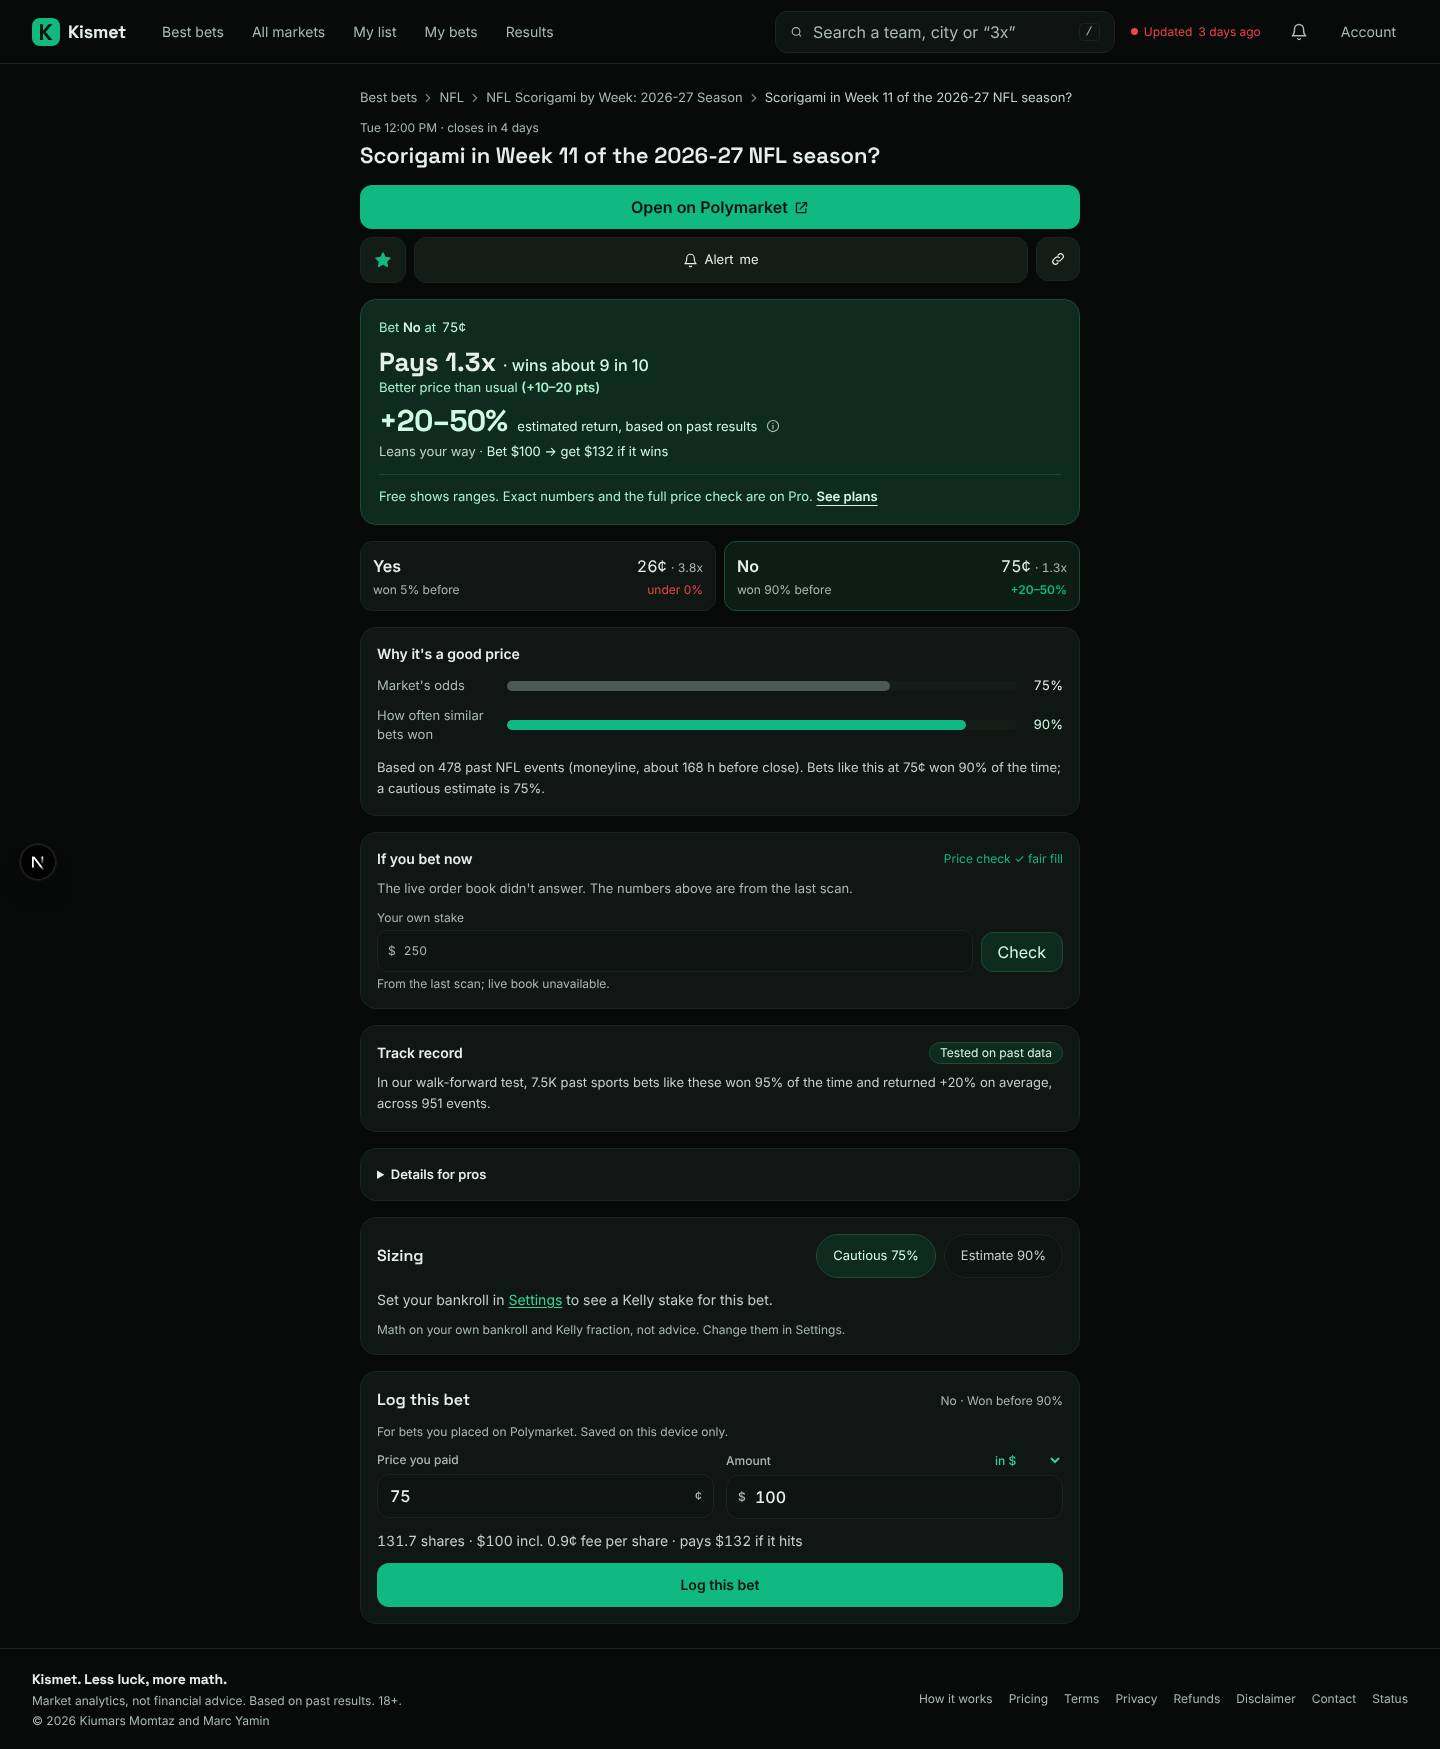 K Kismet Best bets All markets My list My bets Results Search a team, city or “3x” / Updated 3 days ago Account
Best bets > NFL > NFL Scorigami by Week: 2026-27 Season > Scorigami in Week 11 of the 2026-27 NFL season?
Tue 12:00 PM · closes in 4 days
Scorigami in Week 11 of the 2026-27 NFL season?
Open on Polymarket
Alert me
Bet No at 75¢
Pays 1.3x · wins about 9 in 10
Better price than usual (+10–20 pts)
+20–50% estimated return, based on past results
Leans your way · Bet $100 → get $132 if it wins
Free shows ranges. Exact numbers and the full price check are on Pro. See plans
Yes 26¢ · 3.8x
won 5% before under 0%
No 75¢ · 1.3x
won 90% before +20–50%
Why it's a good price
Market's odds 75%
How often similar
bets won 90%
Based on 478 past NFL events (moneyline, about 168 h before close). Bets like this at 75¢ won 90% of the time;
a cautious estimate is 75%.
If you bet now Price check ✓ fair fill
The live order book didn't answer. The numbers above are from the last scan.
Your own stake
$ 250 Check
From the last scan; live book unavailable.
N
Track record Tested on past data
In our walk-forward test, 7.5K past sports bets like these won 95% of the time and returned +20% on average,
across 951 events.
Details for pros
Sizing Cautious 75% Estimate 90%
Set your bankroll in Settings to see a Kelly stake for this bet.
Math on your own bankroll and Kelly fraction, not advice. Change them in Settings.
Log this bet No · Won before 90%
For bets you placed on Polymarket. Saved on this device only.
Price you paid Amount in $
75 ¢ $ 100
131.7 shares · $100 incl. 0.9¢ fee per share · pays $132 if it hits
Log this bet
Kismet. Less luck, more math.
Market analytics, not financial advice. Based on past results. 18+.
© 2026 Kiumars Momtaz and Marc Yamin
How it works Pricing Terms Privacy Refunds Disclaimer Contact Status